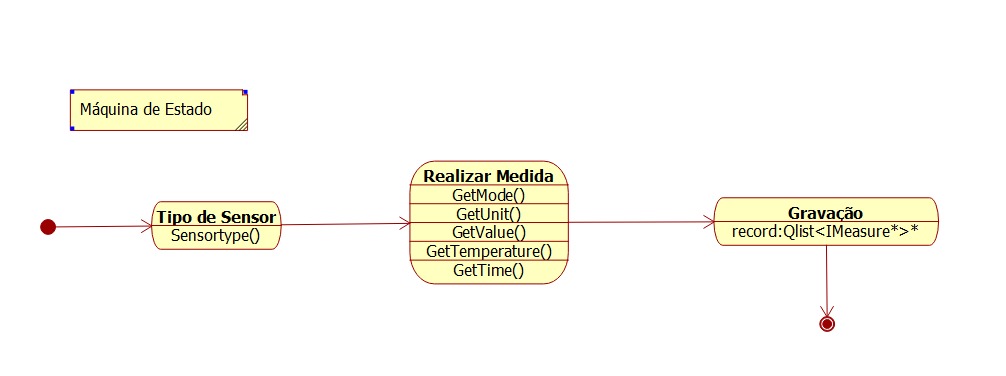 Máquina de Estado
Tipo de Sensor
Sensortype()
Realizar Medida
GetMode()
GetUnit()
GetValue()
GetTemperature()
GetTime()
Gravação
record:Qlist<IMeasure*>*